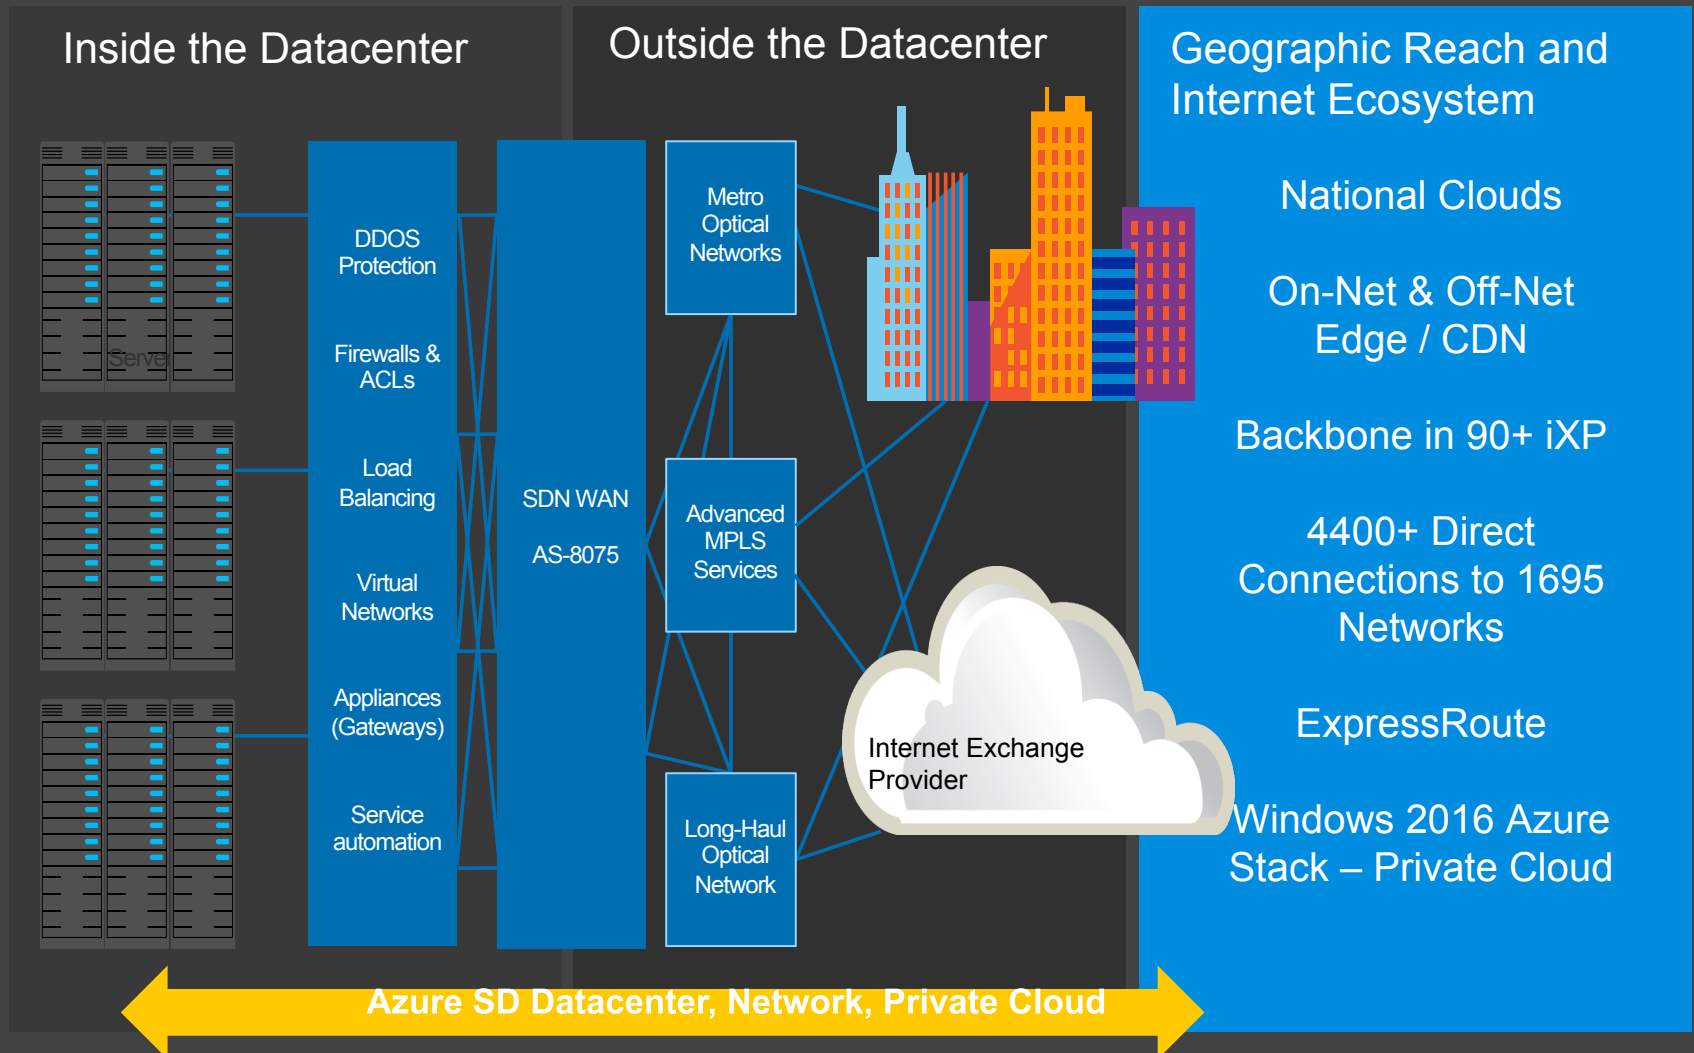 Inside the Datacenter
Server
DDOS
Protection
Firewalls &
ACLs
Load
Balancing
Virtual
Networks
Appliances
(Gateways)
Service
automation
SDN WAN
AS-8075
Outside the Datacenter
Metro
Optical
Networks
Advanced
MPLS
Services
Long-Haul
Optical
Network
Internet Exchange
Provider
Geographic Reach and
Internet Ecosystem
National Clouds
On-Net & Off-Net
Edge / CDN
Backbone in 90+ iXP
4400+ Direct
Connections to 1695
Networks
ExpressRoute
Windows 2016 Azure
Stack – Private Cloud
Azure SD Datacenter, Network, Private Cloud